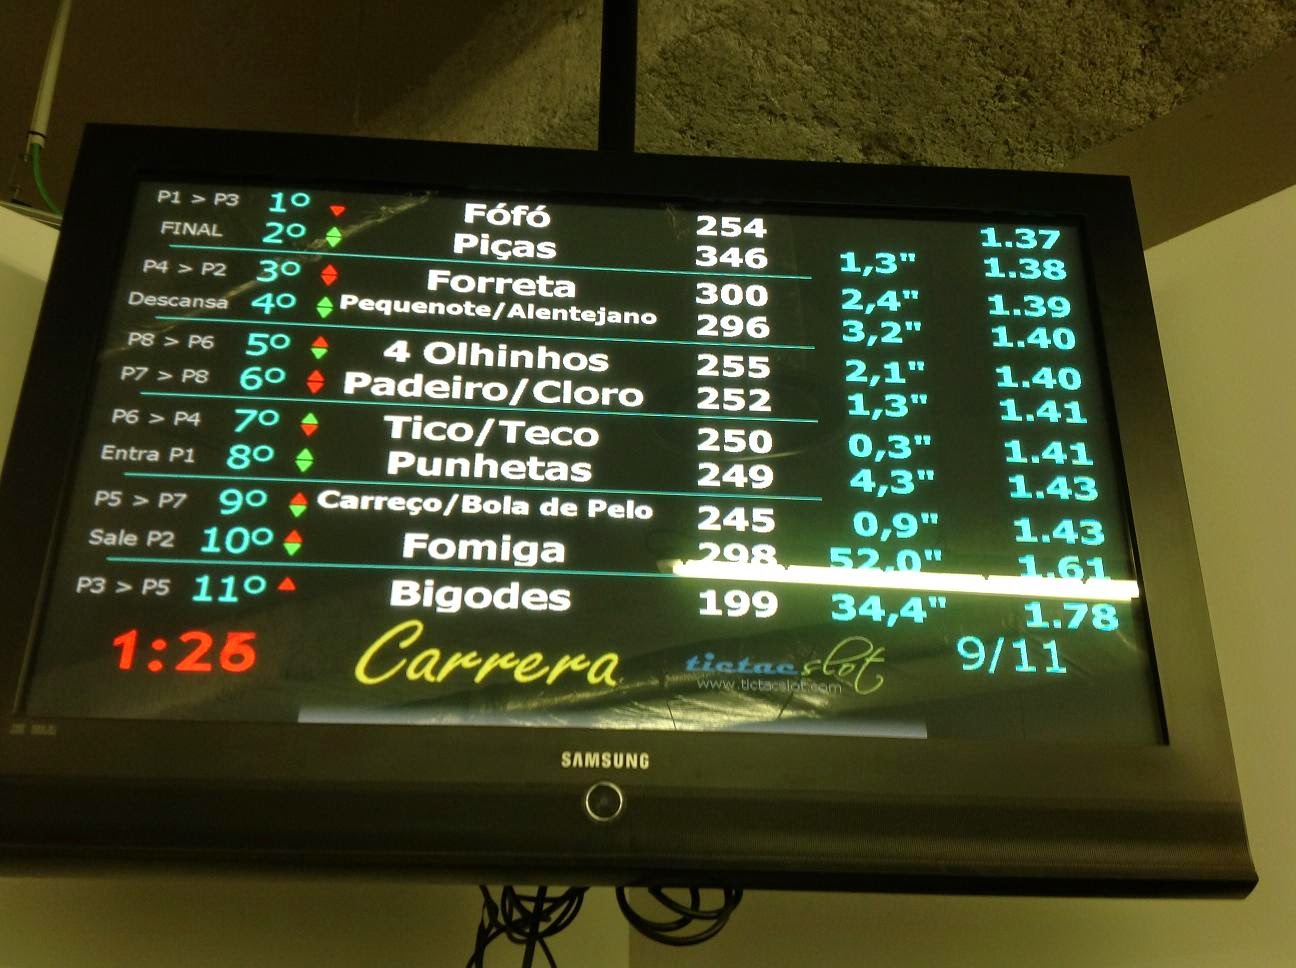 P1 > P3 1º Fófó 254 1.37
FINAL 2º Piças 346 1,3" 1.38
P4 > P2 3º Forreta 300 2,4" 1.39
Descansa 4º Pequenote/Alentejano 296 3,2" 1.40
P8 > P6 5º 4 Olhinhos 255 2,1" 1.40
P7 > P8 6º Padeiro/Cloro 252 1,3" 1.41
P6 > P4 7º Tico/Teco 250 0,3" 1.41
Entra P1 8º Punhetas 249 4,3" 1.43
P5 > P7 9º Carreço/Bola de Pelo 245 0,9" 1.43
Sale P2 10º Fomiga 298 52,0" 1.61
P3 > P5 11º Bigodes 199 34,4" 1.78
1:26 Carrera tictac slot 9/11
www.tictacslot.com
SAMSUNG